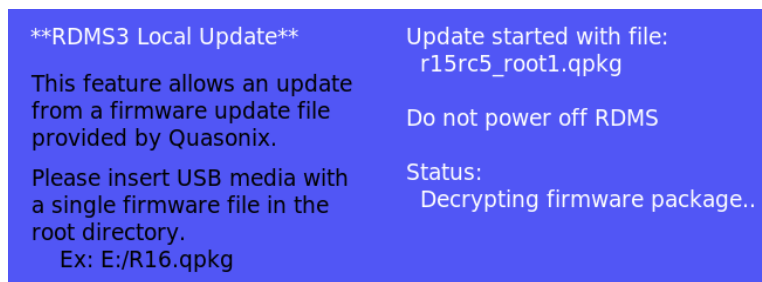 **RDMS3 Local Update**
This feature allows an update
from a firmware update file
provided by Quasonix.
Please insert USB media with
a single firmware file in the
root directory.
Ex: E:/R16.qpkg
Update started with file:
r15rc5_root1.qpkg
Do not power off RDMS
Status:
Decrypting firmware package..